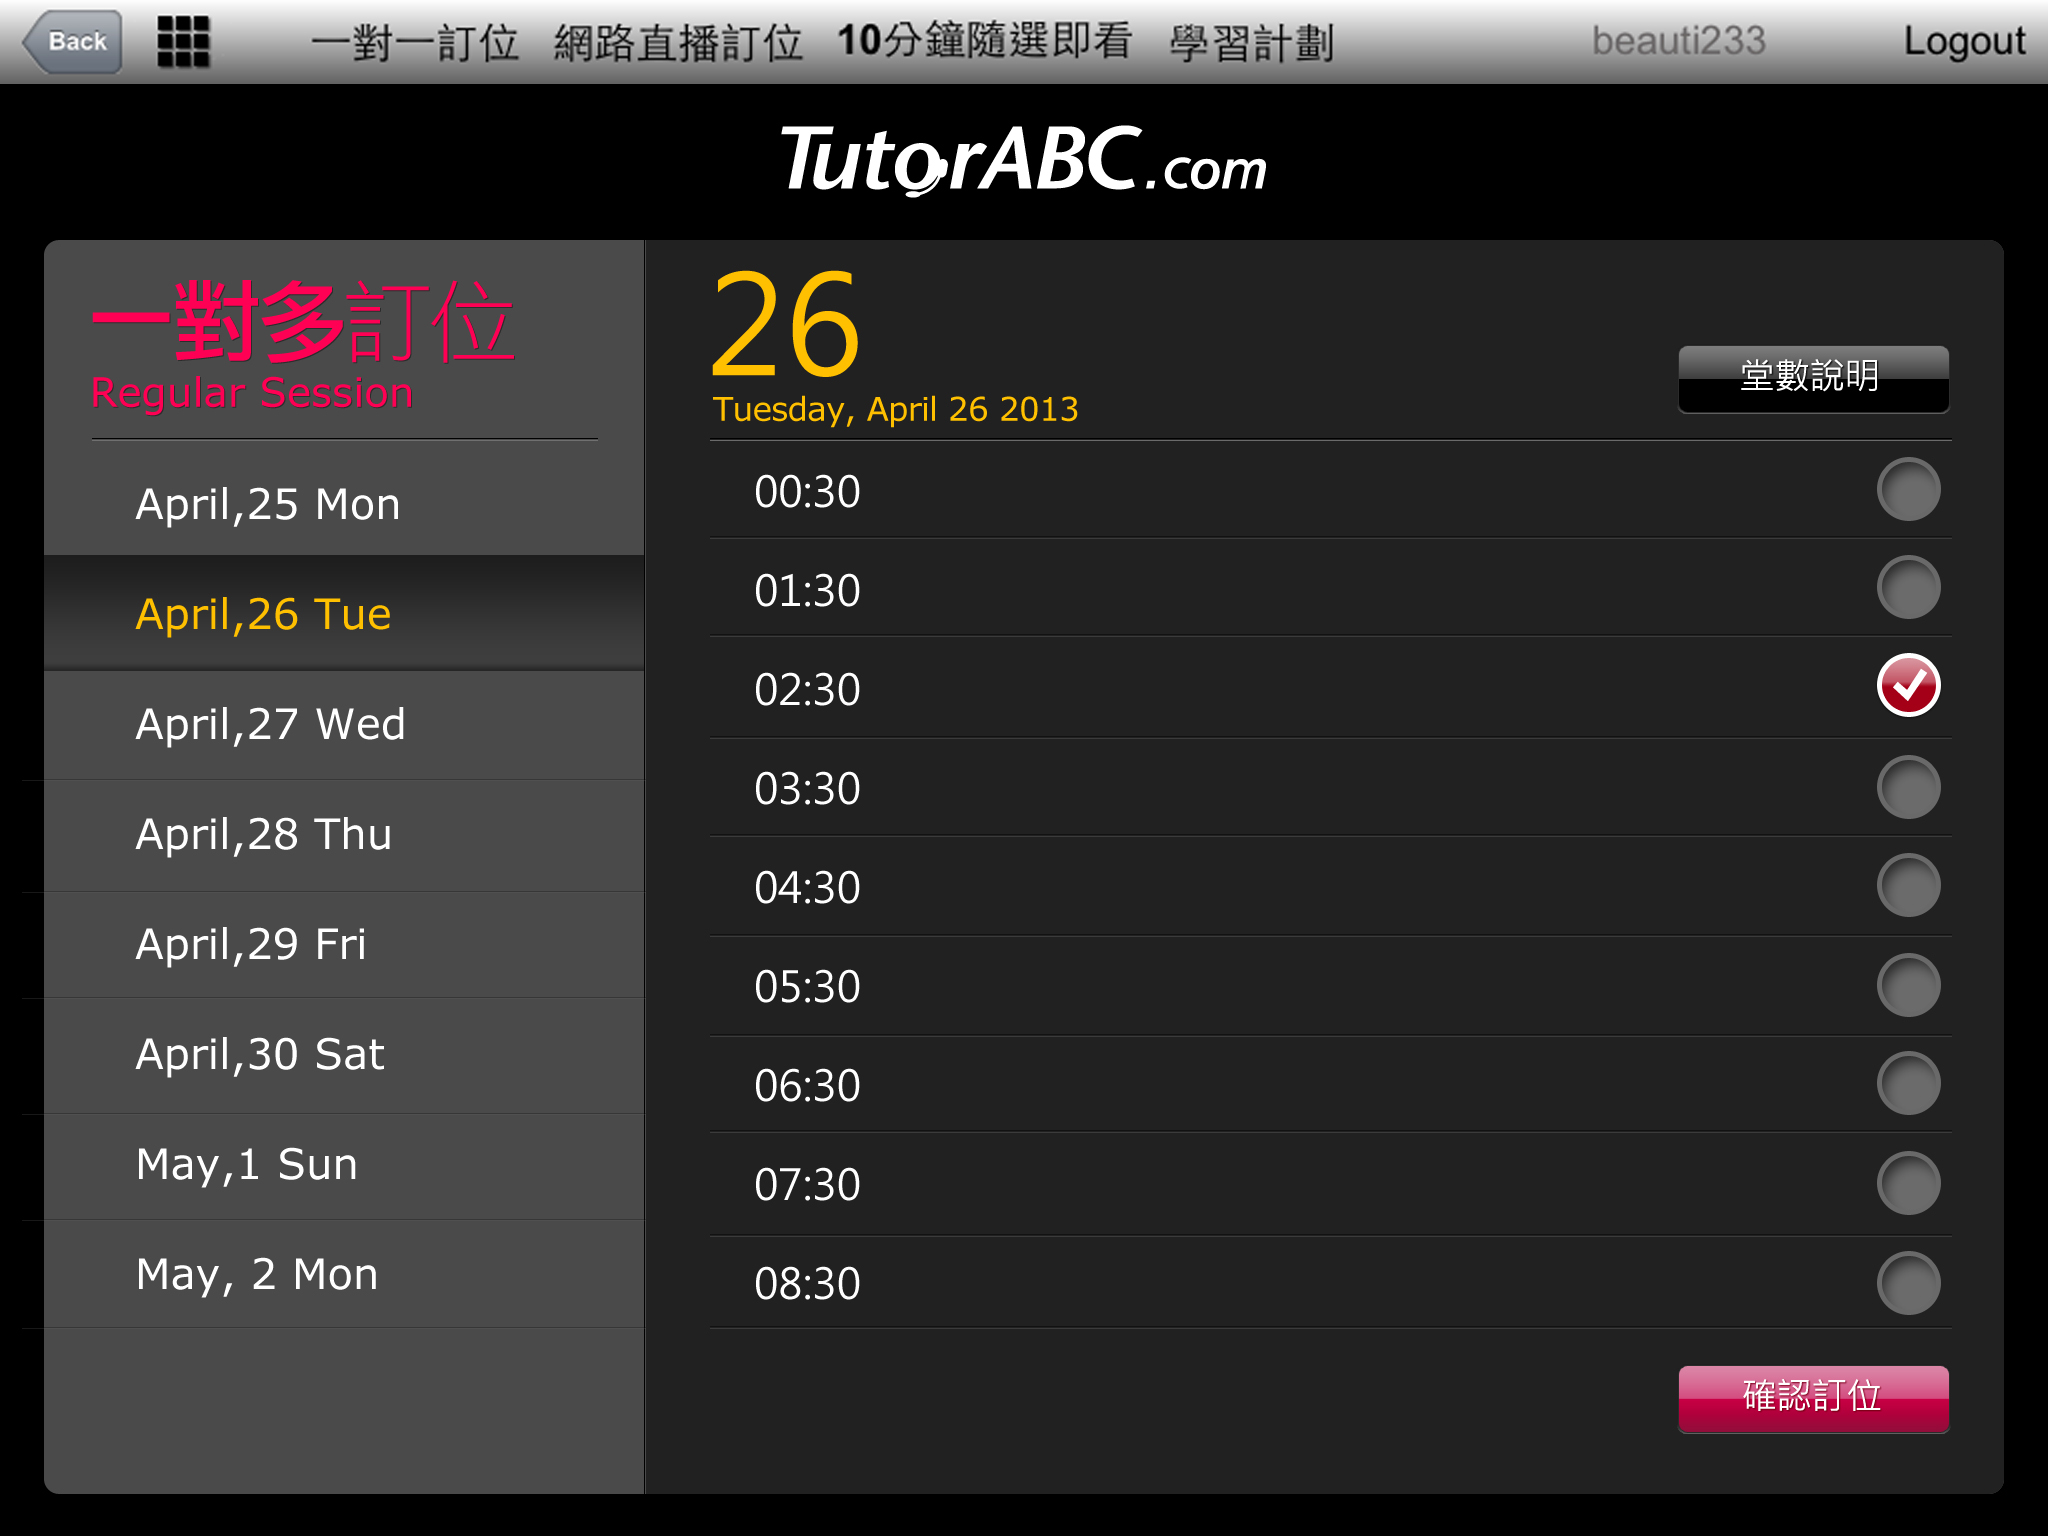 Back
一對一訂位 網路直播訂位 10分鐘隨選即看 學習計劃 beauti233 Logout
TutorABC.com
一對多訂位
Regular Session
April,25 Mon
April,26 Tue
April,27 Wed
April,28 Thu
April,29 Fri
April,30 Sat
May,1 Sun
May, 2 Mon
26
Tuesday, April 26 2013
堂數說明
00:30
01:30
02:30
03:30
04:30
05:30
06:30
07:30
08:30
確認訂位